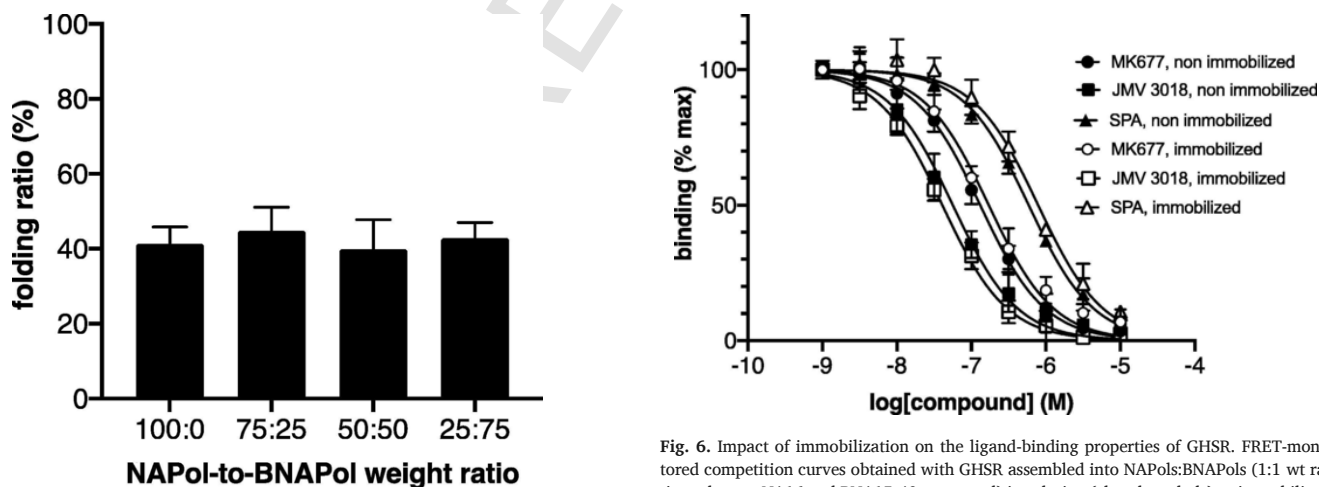 100
80
60
40
20
0
folding ratio (%)
100:0 75:25 50:50 25:75
NAPol-to-BNAPol weight ratio
100
50
0
binding (% max)
-10 -9 -8 -7 -6 -5 -4
log[compound] (M)
MK677, non immobilized
JMV 3018, non immobilized
SPA, non immobilized
MK677, immobilized
JMV 3018, immobilized
SPA, immobilized
Fig. 6. Impact of immobilization on the ligand-binding properties of GHSR. FRET-mon
tored competition curves obtained with GHSR assembled into NAPols:BNAPols (1:1 wt ra